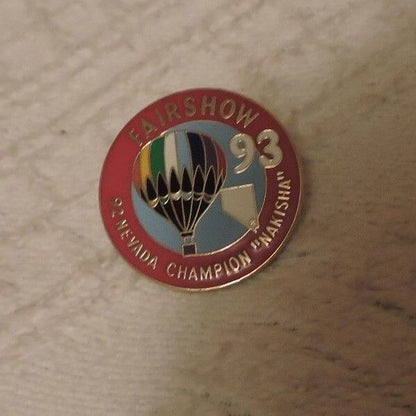 FAIRSHOW
93
92 NEVADA CHAMPION "NAKISHA"